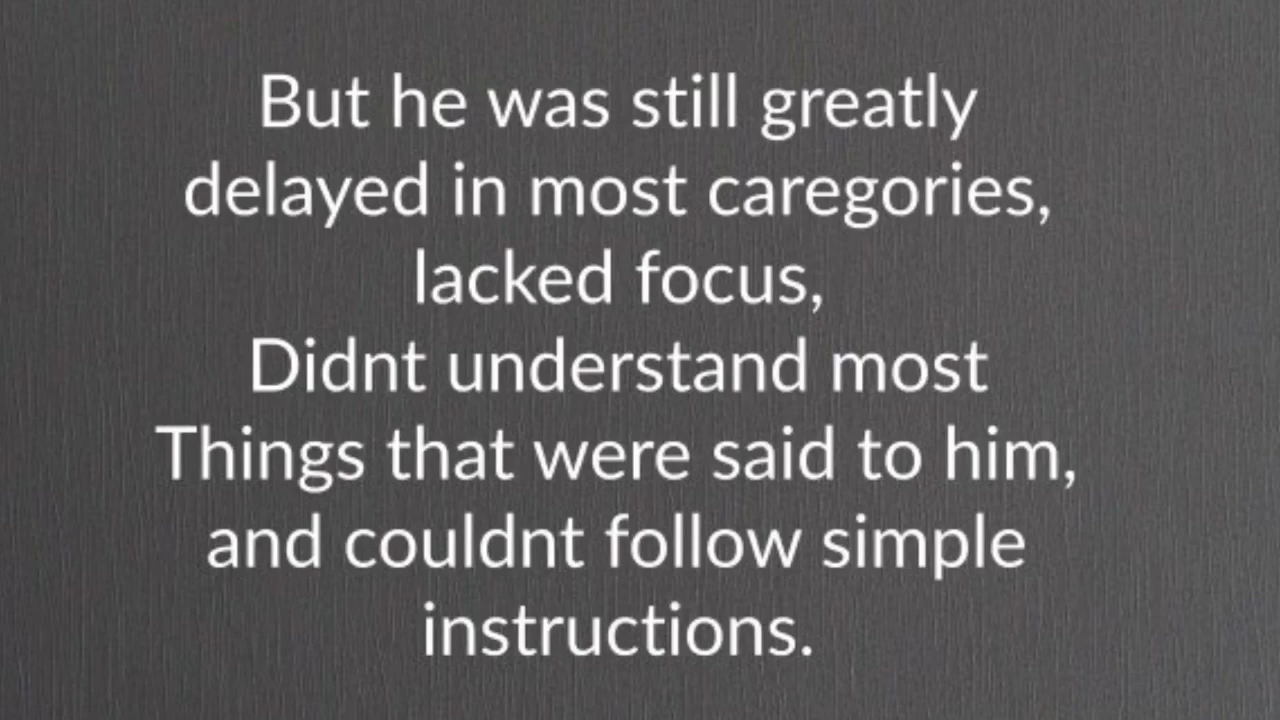 But he was still greatly
delayed in most caregories,
lacked focus,
Didnt understand most
Things that were said to him,
and couldnt follow simple
instructions.